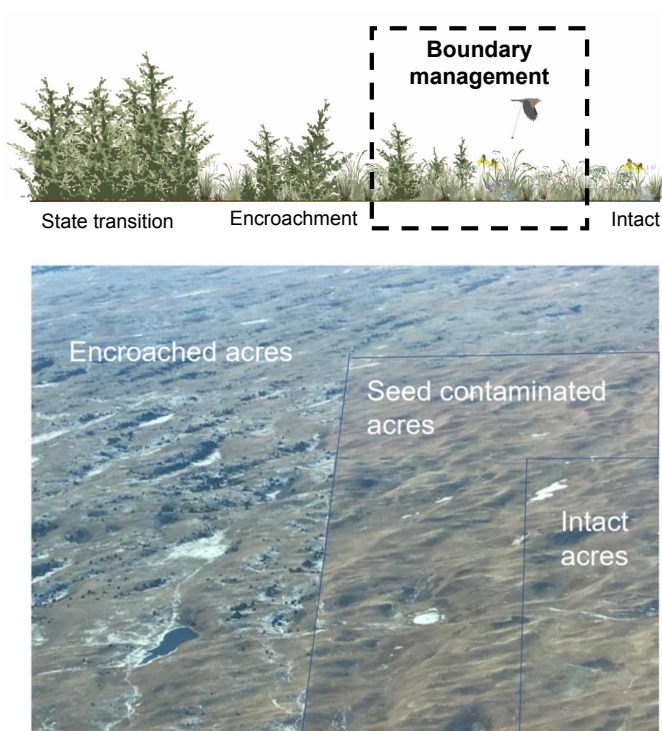 Boundary
management
State transition
Encroachment
Intact
Encroached acres
Seed contaminated
acres
Intact
acres